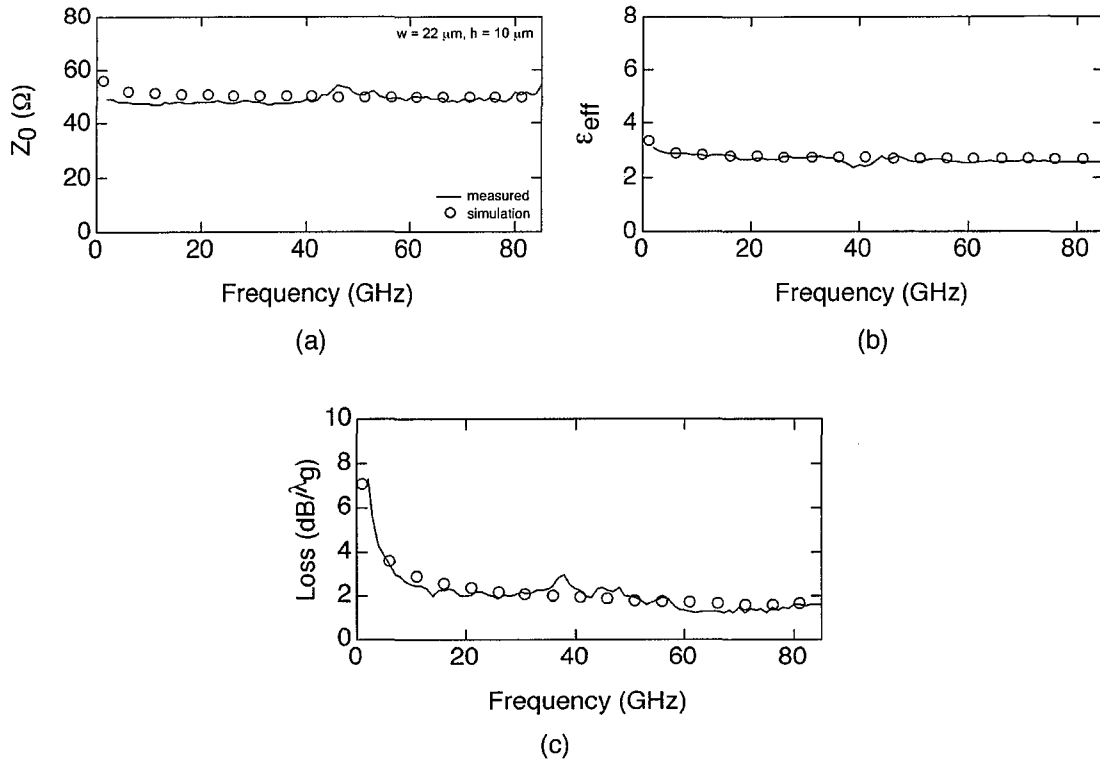 80
60
40
20
0
Z0 (Ω)
w = 22 μm, h = 10 μm
measured
simulation
0 20 40 60 80
Frequency (GHz)
(a)
8
6
4
2
0
εeff
0 20 40 60 80
Frequency (GHz)
(b)
10
8
6
4
2
0
Loss (dB/λg)
0 20 40 60 80
Frequency (GHz)
(c)